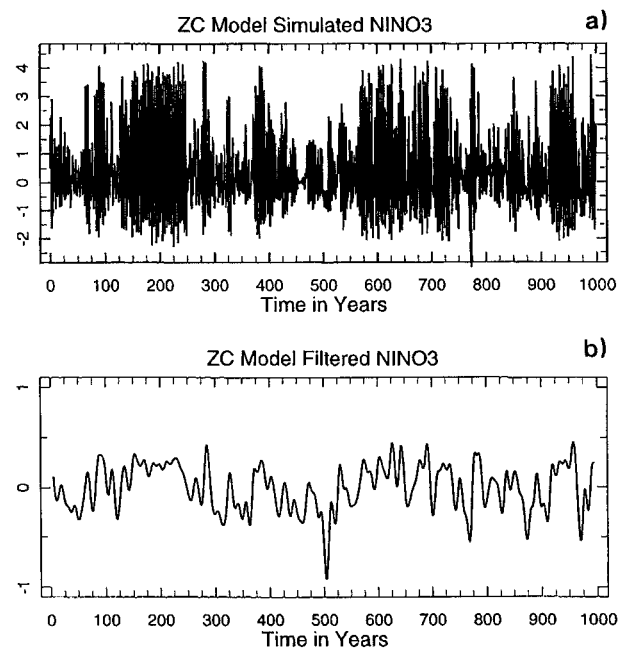 ZC Model Simulated NINO3 a)
4
3
2
1
0
-1
-2
0 100 200 300 400 500 600 700 800 900 1000
Time in Years
ZC Model Filtered NINO3 b)
1
0
-1
0 100 200 300 400 500 600 700 800 900 1000
Time in Years